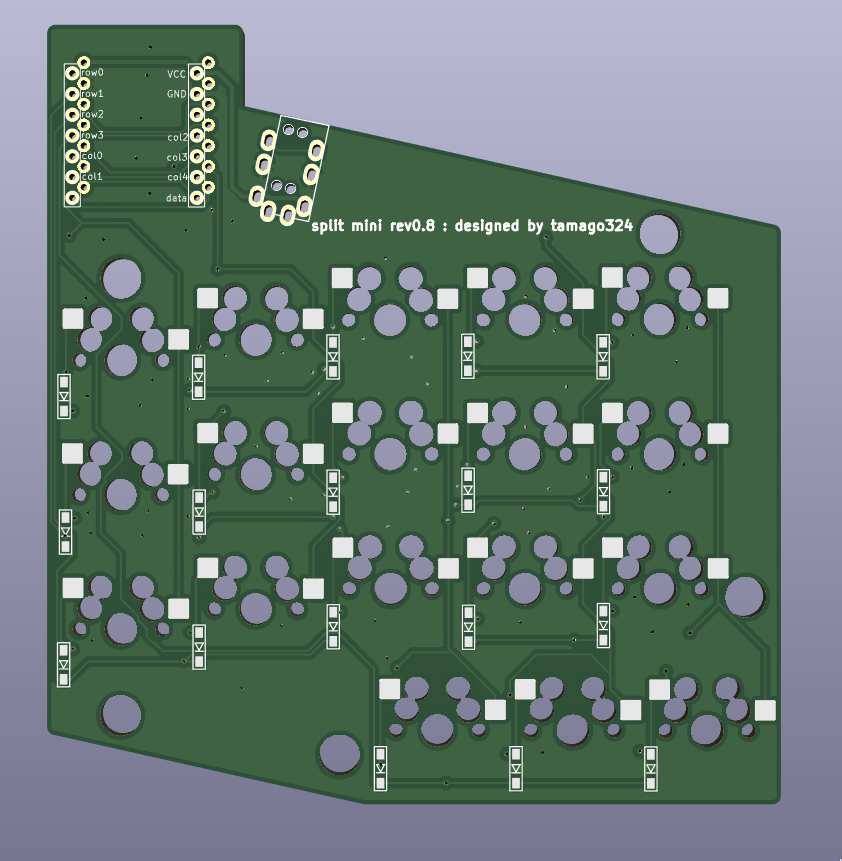 row0
VCC
row1
GND
row2
row3
col2
col0
col3
col1
col4
data
split mini rev0.8 : designed by tamago324